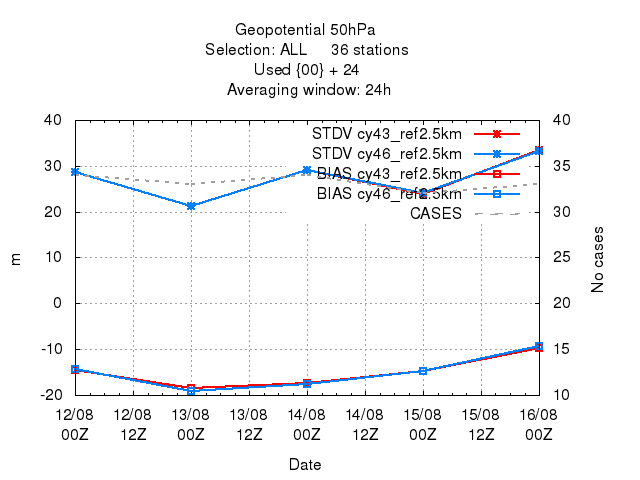 Geopotential 50hPa
Selection: ALL 36 stations
Used {00} + 24
Averaging window: 24h
STDV cy43_ref2.5km
STDV cy46_ref2.5km
BIAS cy43_ref2.5km
BIAS cy46_ref2.5km
CASES
40
30
20
10
0
-10
-20
m
40
35
30
25
20
15
10
No cases
12/08 12/08 13/08 13/08 14/08 14/08 15/08 15/08 16/08
00Z 12Z 00Z 12Z 00Z 12Z 00Z 12Z 00Z
Date